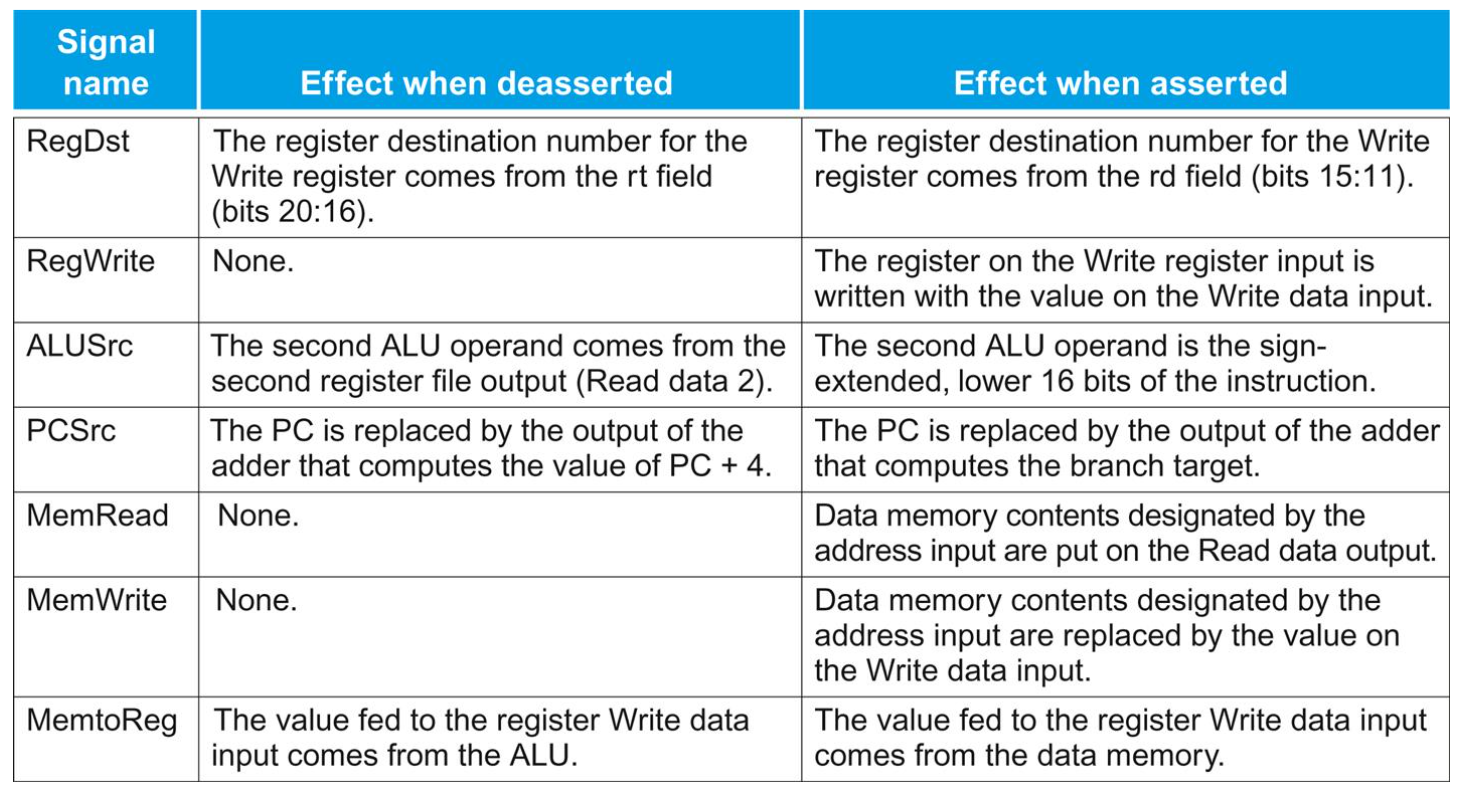 Signal
name
Effect when deasserted
Effect when asserted
RegDst
The register destination number for the
Write register comes from the rt field
(bits 20:16).
The register destination number for the Write
register comes from the rd field (bits 15:11).
RegWrite
None.
The register on the Write register input is
written with the value on the Write data input.
ALUSrc
The second ALU operand comes from the
second register file output (Read data 2).
The second ALU operand is the sign-
extended, lower 16 bits of the instruction.
PCSrc
The PC is replaced by the output of the
adder that computes the value of PC + 4.
The PC is replaced by the output of the adder
that computes the branch target.
MemRead
None.
Data memory contents designated by the
address input are put on the Read data output.
MemWrite
None.
Data memory contents designated by the
address input are replaced by the value on
the Write data input.
MemtoReg
The value fed to the register Write data
input comes from the ALU.
The value fed to the register Write data input
comes from the data memory.